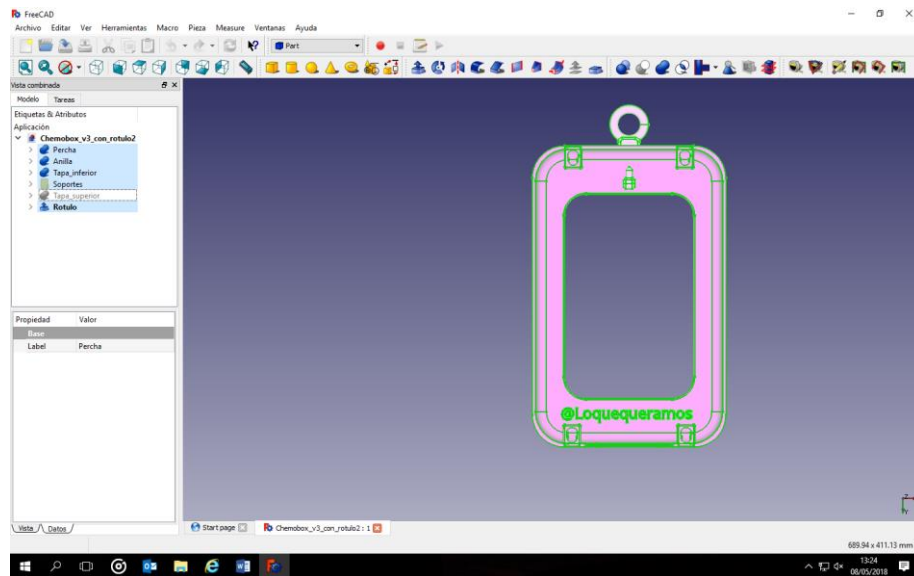 FreeCAD
Archivo Editar Ver Herramientas Macro Pieza Measure Ventanas Ayuda
Part
Vista combinada
Modelo Tareas
Etiquetas & Atributos
Aplicación
Chemobox_v3_con_rotulo2
Percha
Anilla
Tapa_inferior
Soportes
Tapa_superior
Rotulo
@Loquequeramos
Propiedad Valor
Base
Label Percha
Vista Datos
Start page Chemobox_v3_con_rotulo2 : 1
689.94 x 411.13 mm
13:24
08/05/2018